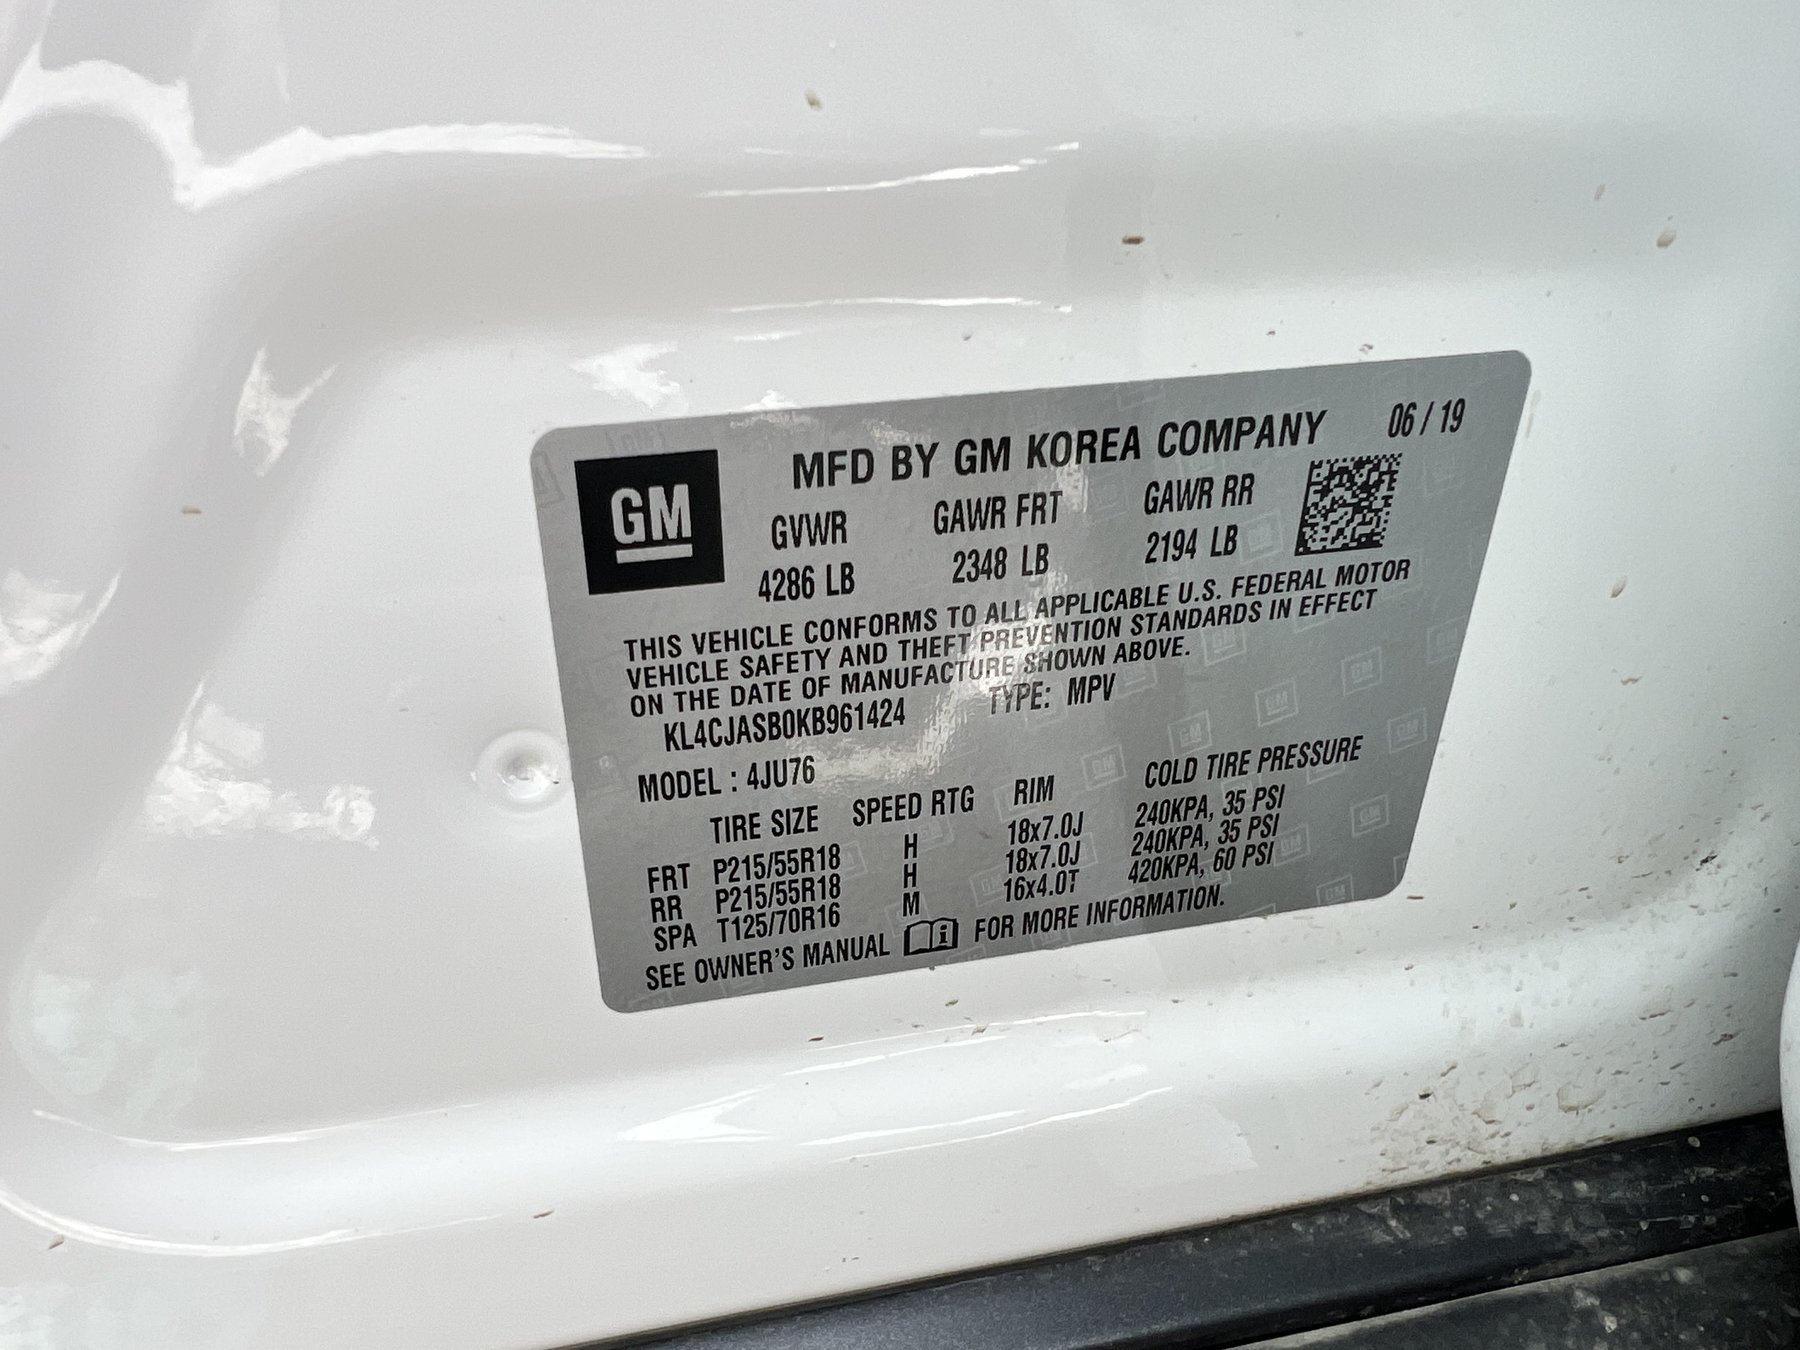 MFD BY GM KOREA COMPANY 06 / 19
GM
GVWR GAWR FRT GAWR RR
4286 LB 2348 LB 2194 LB
THIS VEHICLE CONFORMS TO ALL APPLICABLE U.S. FEDERAL MOTOR
VEHICLE SAFETY AND THEFT PREVENTION STANDARDS IN EFFECT
ON THE DATE OF MANUFACTURE SHOWN ABOVE.
KL4CJASB0KB961424 TYPE: MPV
MODEL : 4JU76
TIRE SIZE SPEED RTG RIM COLD TIRE PRESSURE
FRT P215/55R18 H 18x7.0J 240KPA, 35 PSI
RR P215/55R18 H 18x7.0J 240KPA, 35 PSI
SPA T125/70R16 M 16x4.0T 420KPA, 60 PSI
SEE OWNER'S MANUAL FOR MORE INFORMATION.